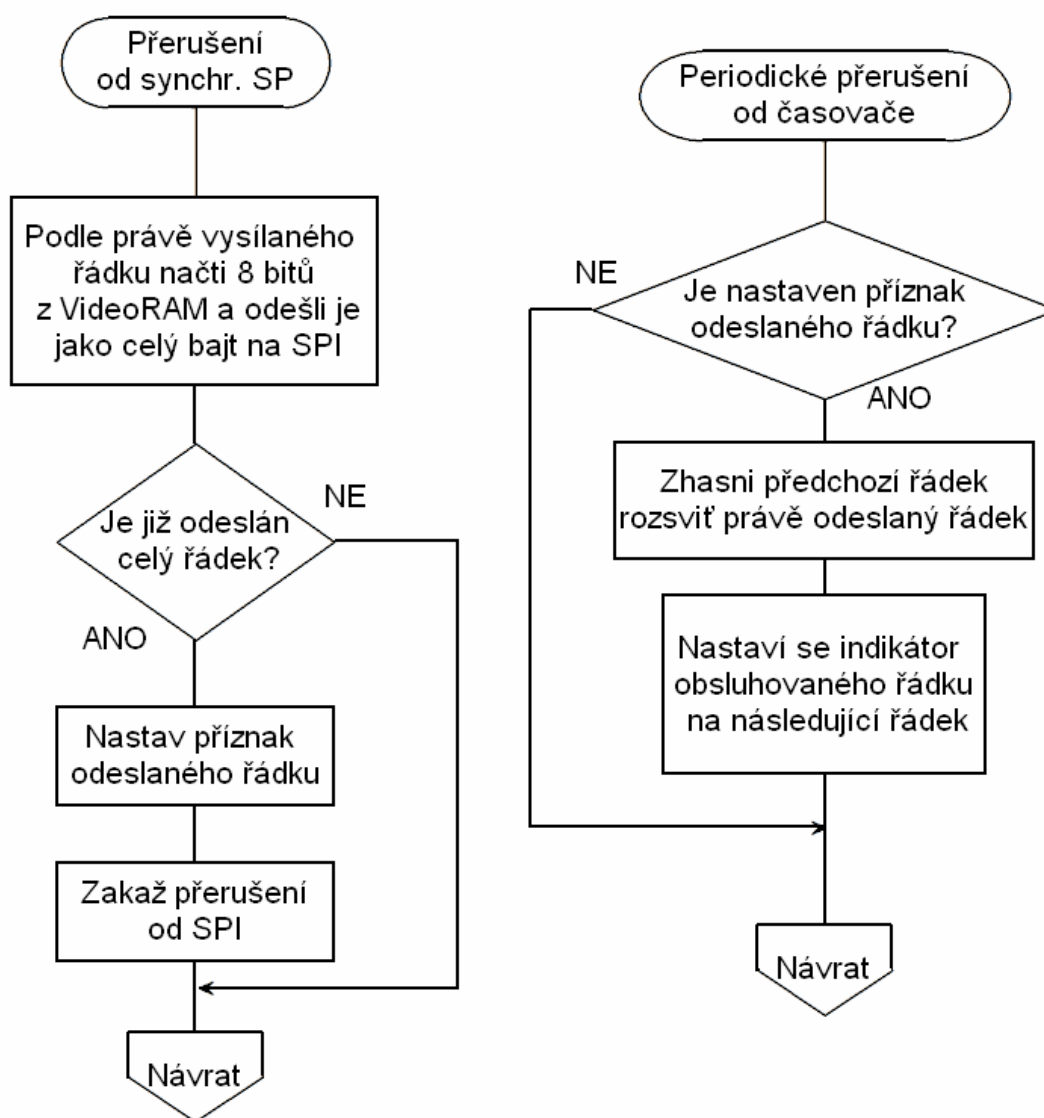 Přerušení
od synchr. SP
Podle právě vysílaného
řádku načti 8 bitů
z VideoRAM a odešli je
jako celý bajt na SPI
Je již odeslán
celý řádek?
NE
ANO
Nastav příznak
odeslaného řádku
Zakaž přerušení
od SPI
Návrat
Periodické přerušení
od časovače
NE
Je nastaven příznak
odeslaného řádku?
ANO
Zhasni předchozí řádek
rozsviť právě odeslaný řádek
Nastaví se indikátor
obsluhovaného řádku
na následující řádek
Návrat